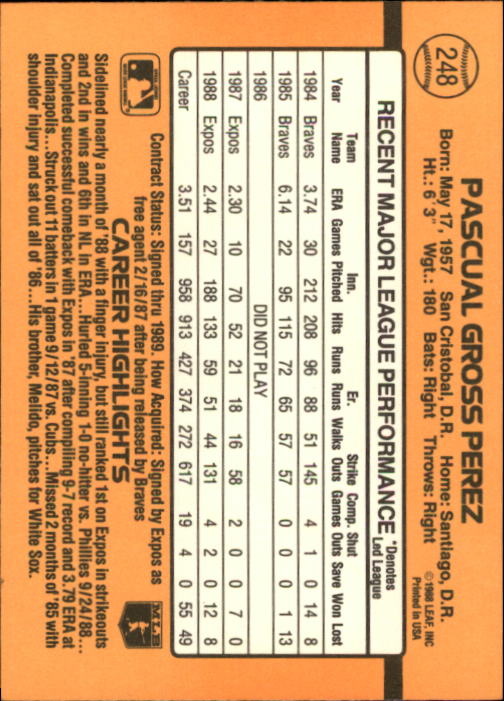 248
PASCUAL GROSS PEREZ
Born: May 17, 1957 San Cristobal, D.R. Home: Santiago, D.R.
Ht.: 6' 3" Wgt.: 180 Bats: Right Throws: Right
©1988 LEAF, INC
Printed in USA
RECENT MAJOR LEAGUE PERFORMANCE *Denotes Led League
Team Inn. Er. Strike Comp. Shut
Year Name ERA Games Pitched Hits Runs Runs Walks Outs Games Outs Save Won Lost
1984 Braves 3.74 30 212 208 96 88 51 145 4 1 0 14 8
1985 Braves 6.14 22 95 115 72 65 57 57 0 0 0 1 13
1986 DID NOT PLAY
1987 Expos 2.30 10 70 52 21 18 16 58 2 0 0 7 0
1988 Expos 2.44 27 188 133 59 51 44 131 4 2 0 12 8
Career 3.51 157 958 913 427 374 272 617 19 4 0 55 49
Contract Status: Signed thru 1989. How Acquired: Signed by Expos as
free agent 2/16/87 after being released by Braves
MLB
CAREER HIGHLIGHTS
Sidelined nearly a month of '88 with a finger injury, but still ranked 1st on Expos in strikeouts
and 2nd in wins and 6th in NL in ERA...Hurled 5-inning 1-0 no-hitter vs. Phillies 9/24/88...
Completed successful comeback with Expos in '87 after compiling 9-7 record and 3.79 ERA at
Indianapolis...Struck out 11 batters in 1 game 9/12/87 vs. Cubs...Missed 2 months of '85 with
shoulder injury and sat out all of '86...His brother, Melido, pitches for White Sox.